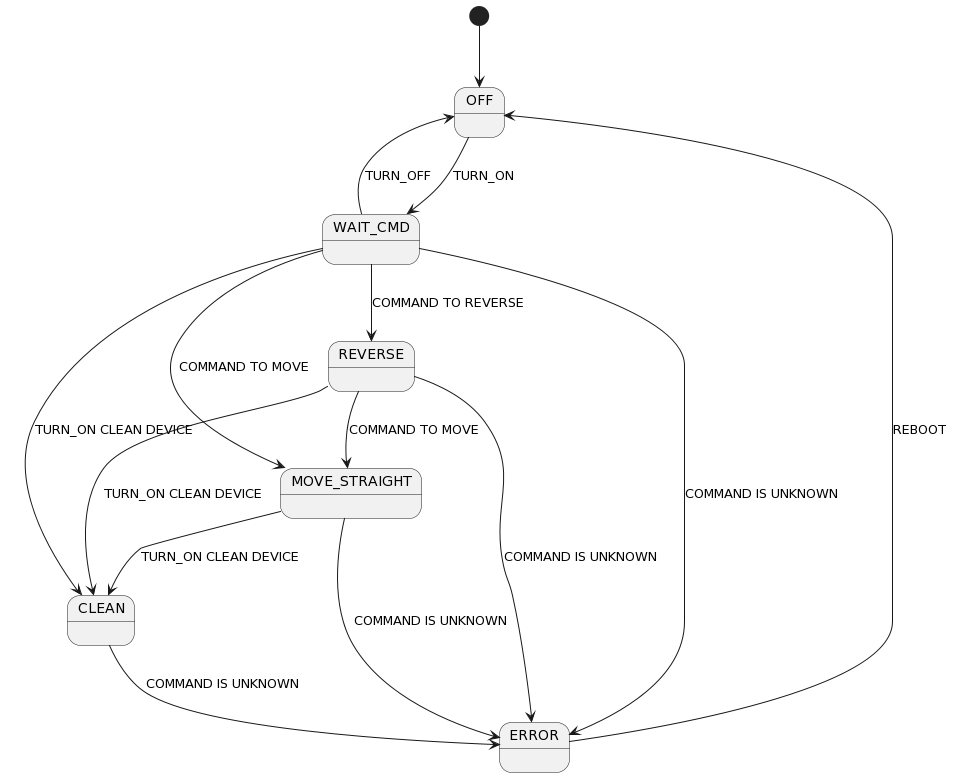 OFF
TURN_OFF
TURN_ON
WAIT_CMD
COMMAND TO REVERSE
REVERSE
COMMAND TO MOVE
TURN_ON CLEAN DEVICE
COMMAND TO MOVE
REBOOT
MOVE_STRAIGHT
TURN_ON CLEAN DEVICE
COMMAND IS UNKNOWN
TURN_ON CLEAN DEVICE
COMMAND IS UNKNOWN
CLEAN
COMMAND IS UNKNOWN
COMMAND IS UNKNOWN
ERROR